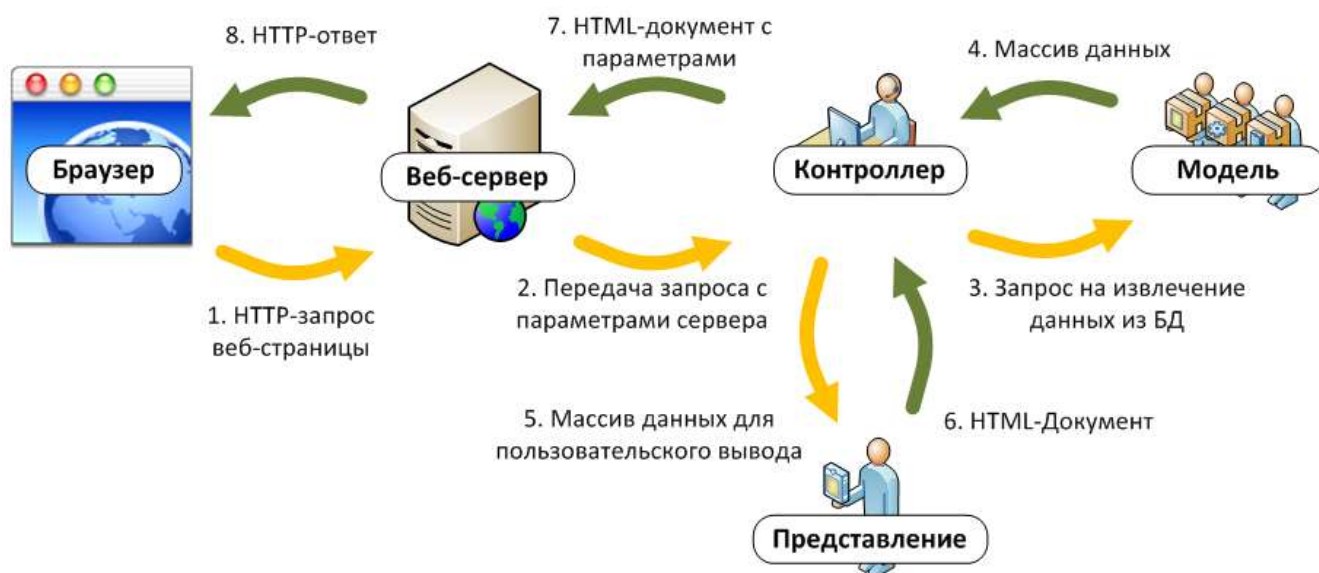 8. HTTP-ответ
7. HTML-документ с
параметрами
4. Массив данных
Браузер
Веб-сервер
Контроллер
Модель
1. HTTP-запрос
веб-страницы
2. Передача запроса с
параметрами сервера
3. Запрос на извлечение
данных из БД
5. Массив данных для
пользовательского вывода
6. HTML-Документ
Представление